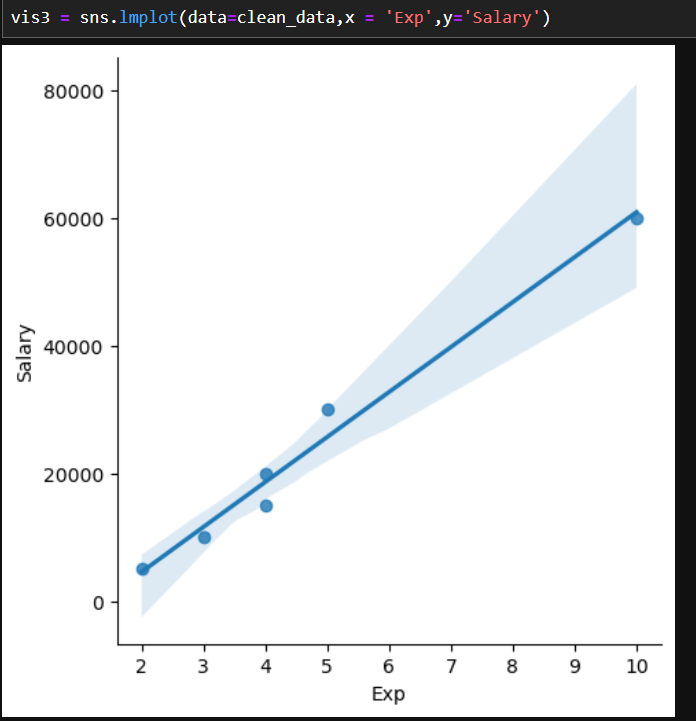 vis3 = sns.lmplot(data=clean_data,x = 'Exp',y='Salary')
80000
60000
40000
20000
0
Salary
2 3 4 5 6 7 8 9 10
Exp